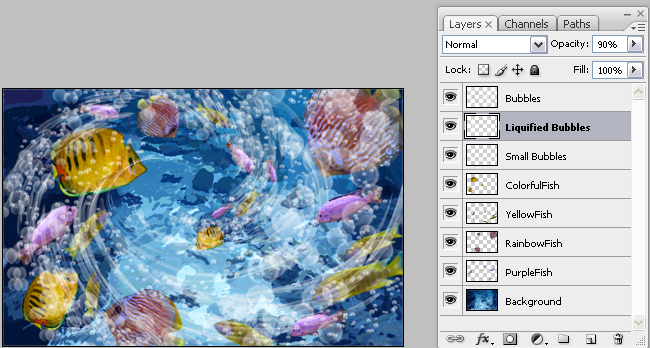 Layers × Channels Paths
Normal Opacity: 90%
Lock: Fill: 100%
Bubbles
Liquified Bubbles
Small Bubbles
ColorfulFish
YellowFish
RainbowFish
PurpleFish
Background
fx.